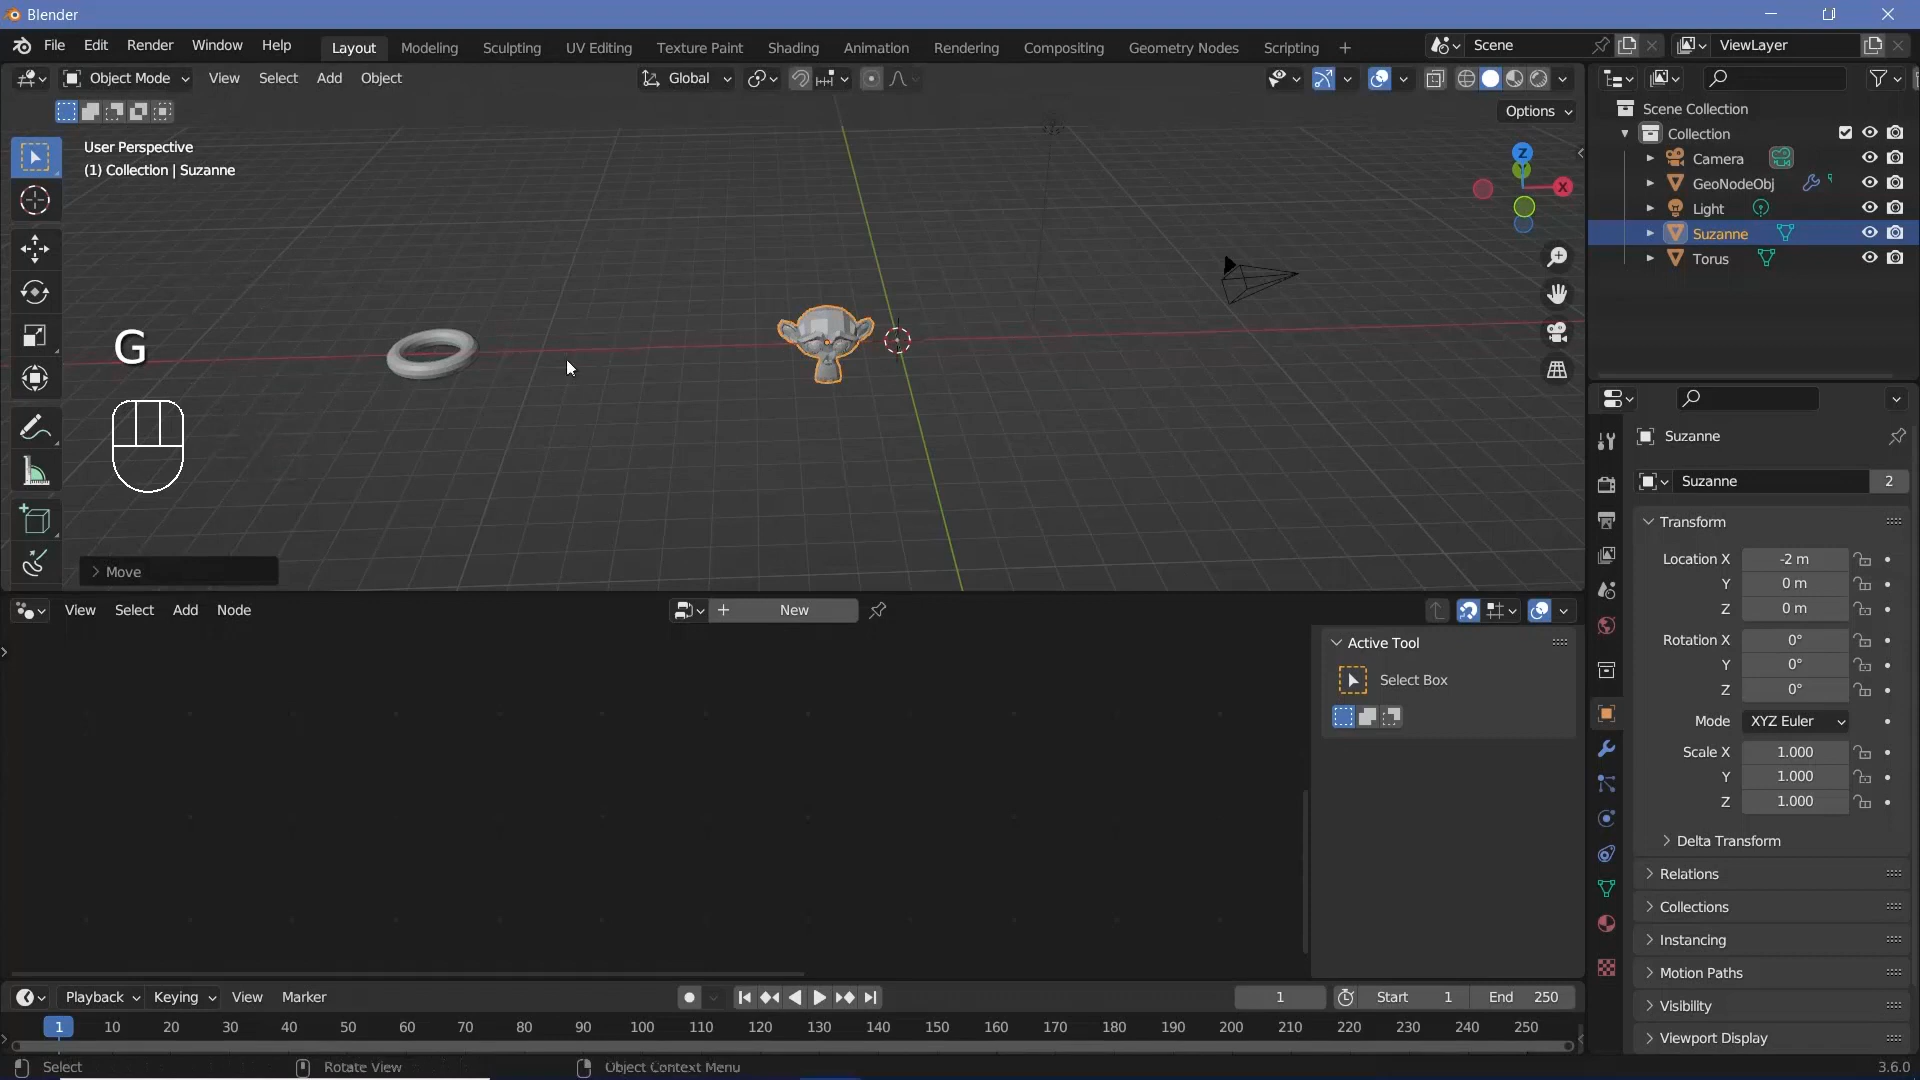 Blender
File Edit Render Window Help Layout Modeling Sculpting UV Editing Texture Paint Shading Animation Rendering Compositing Geometry Nodes Scripting + Scene ViewLayer
Object Mode View Select Add Object Global
Options
User Perspective
(1) Collection | Suzanne
Z
X
G
Move
Scene Collection
Collection
Camera
GeoNodeObj
Light
Suzanne
Torus
Suzanne
Suzanne 2
Transform
Location X -2 m
Y 0 m
Z 0 m
Rotation X 0°
Y 0°
Z 0°
Mode XYZ Euler
Scale X 1.000
Y 1.000
Z 1.000
Delta Transform
Relations
Collections
Instancing
Motion Paths
Visibility
Viewport Display
View Select Add Node + New
Active Tool
Select Box
Playback Keying View Marker 1 Start 1 End 250
1 10 20 30 40 50 60 70 80 90 100 110 120 130 140 150 160 170 180 190 200 210 220 230 240 250
Select Rotate View Object Context Menu 3.6.0